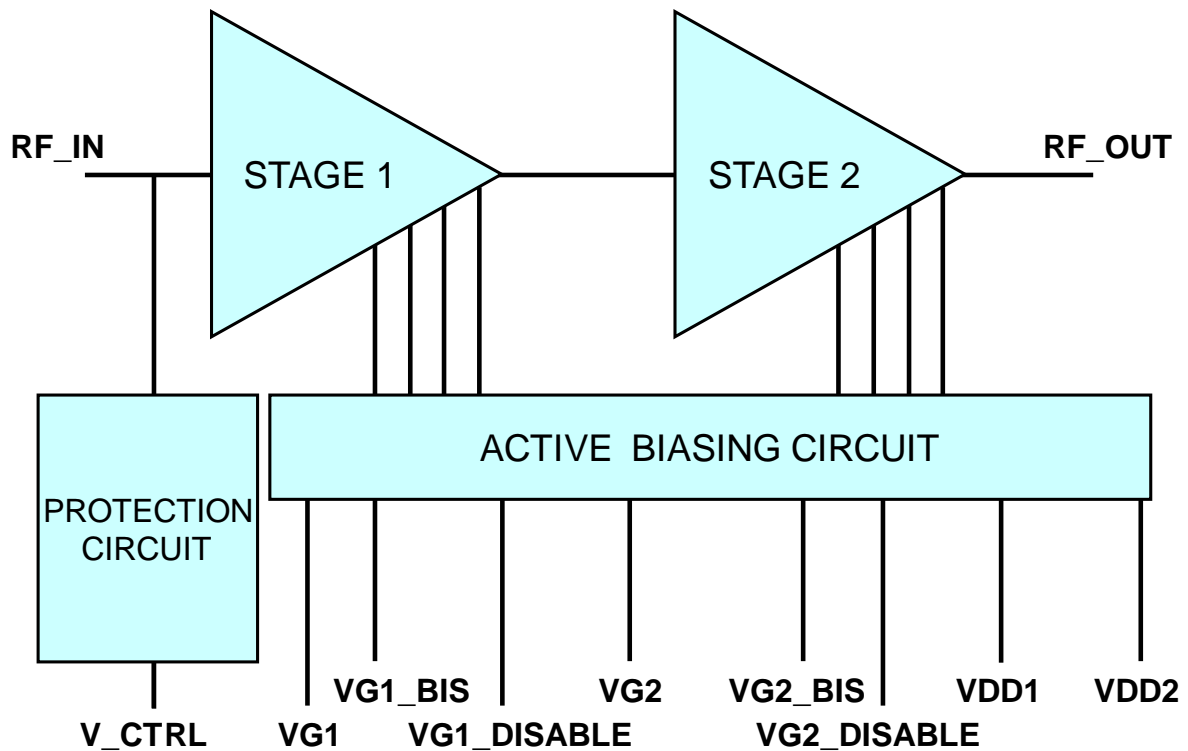 RF_IN
STAGE 1
STAGE 2
RF_OUT
ACTIVE BIASING CIRCUIT
PROTECTION
CIRCUIT
VG1_BIS
VG2
VG2_BIS
VDD1
VDD2
V_CTRL
VG1
VG1_DISABLE
VG2_DISABLE